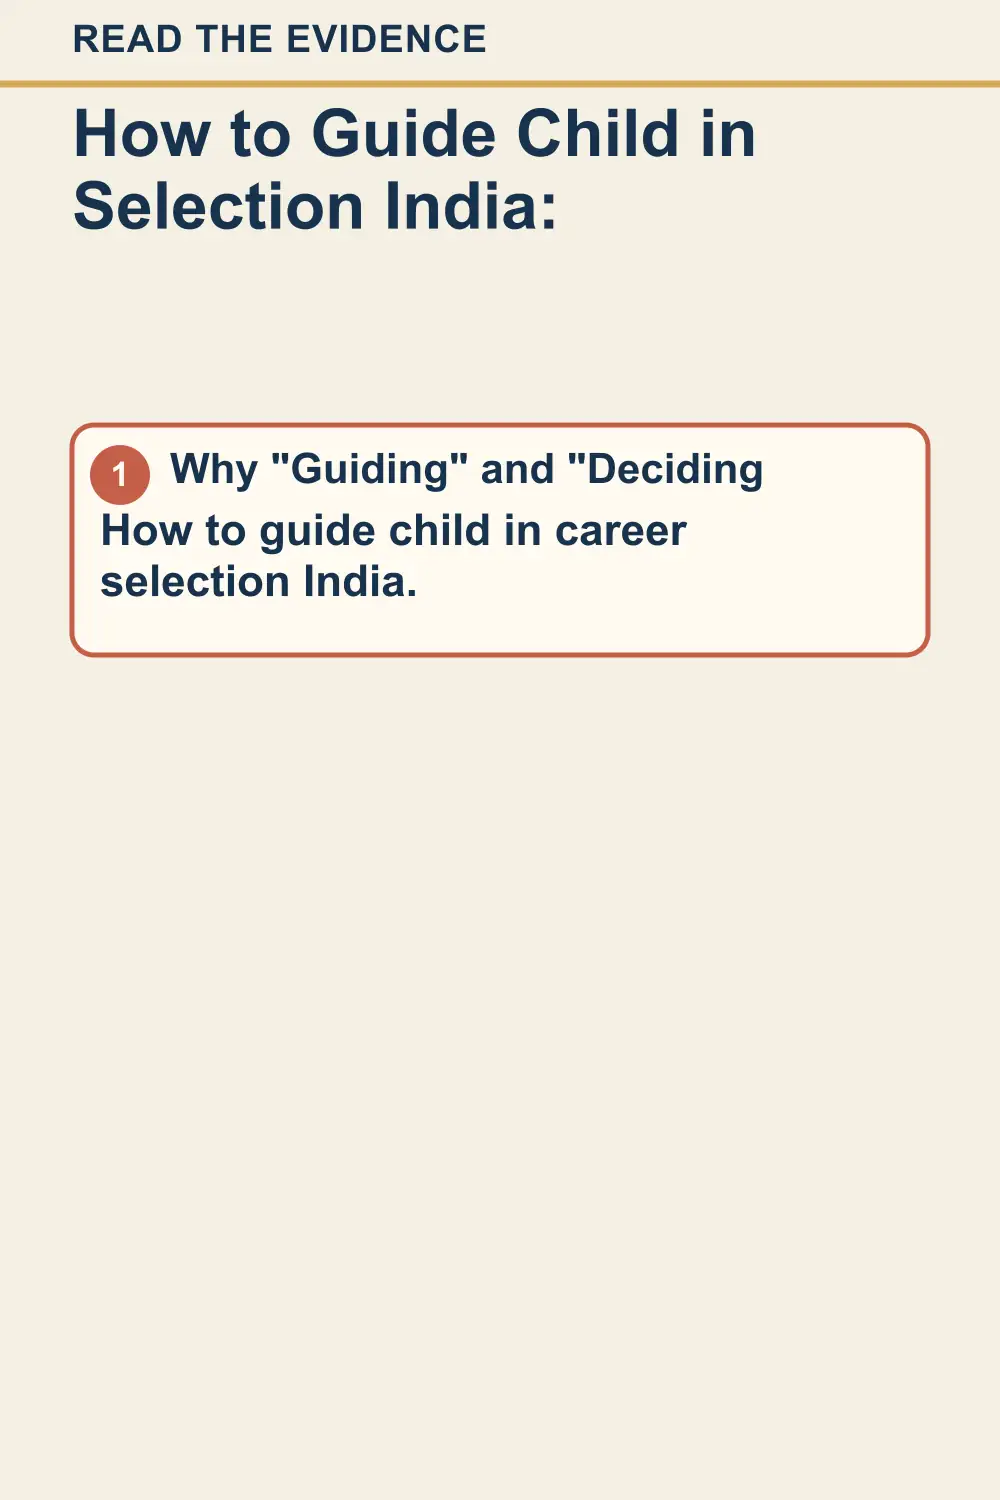 READ THE EVIDENCE
How to Guide Child in
Selection India:
1 Why "Guiding" and "Deciding
How to guide child in career
selection India.